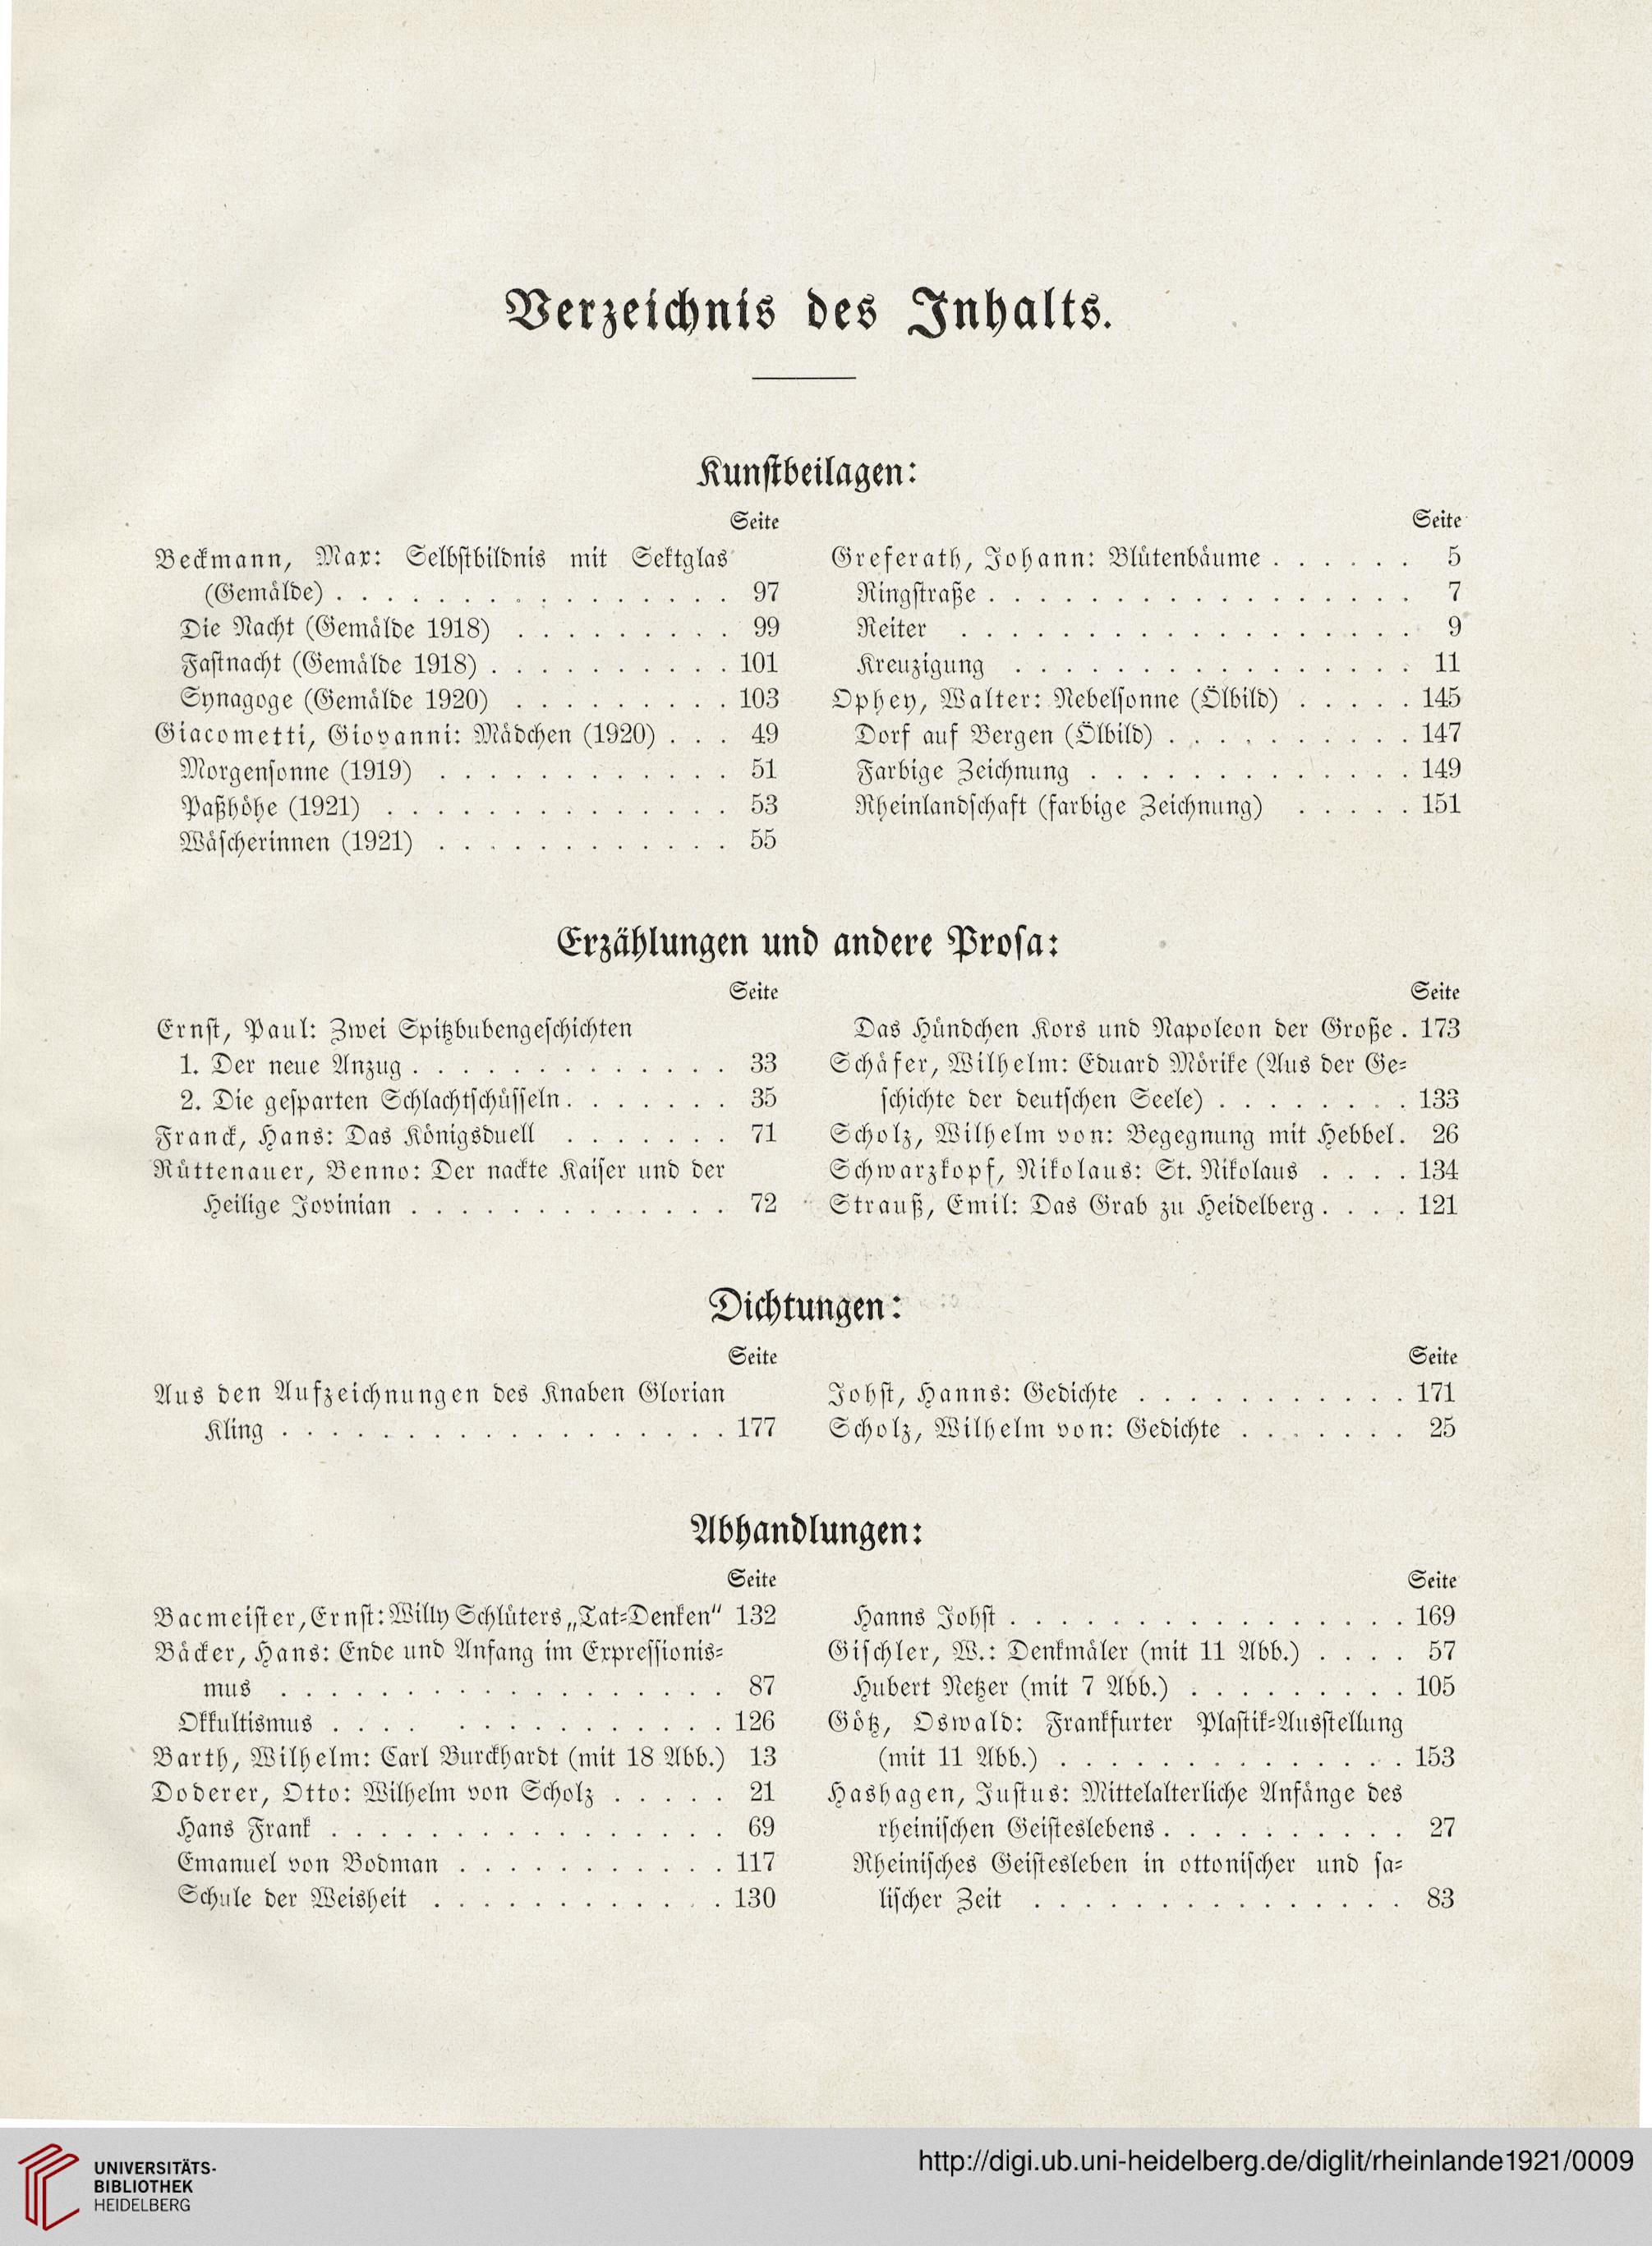 Verzeichnis des Inhalts.
Kunstbeilagen:
Seite
Beckmann, Max: Selbstbildnis mit Sektglas
(Gemälde) . . . . . . . . . . . . . . . . 97
Die Nacht (Gemälde 1918) . . . . . . . . . 99
Fastnacht (Gemälde 1918) . . . . . . . . . . 101
Synagoge (Gemälde 1920) . . . . . . . . . 103
Giacometti, Giovanni: Mädchen (1920) . . . 49
Morgensonne (1919) . . . . . . . . . . . . 51
Paßhöhe (1921) . . . . . . . . . . . . . . 53
Wäscherinnen (1921) . . . . . . . . . . . . 55
Seite
Greferath, Johann: Blütenbäume . . . . . . 5
Ringstraße . . . . . . . . . . . . . . . . . 7
Reiter . . . . . . . . . . . . . . . . . . 9
Kreuzigung . . . . . . . . . . . . . . . . 11
Ophey, Walter: Nebelsonne (Ölbild) . . . . . 145
Dorf auf Bergen (Ölbild) . . . . . . . . . . 147
Farbige Zeichnung . . . . . . . . . . . . . 149
Rheinlandschaft (farbige Zeichnung) . . . . . 151
Erzählungen und andere Prosa:
Seite
Ernst, Paul: Zwei Spitzbubengeschichten
1. Der neue Anzug . . . . . . . . . . . . . 33
2. Die gesparten Schlachtschüsseln . . . . . . . 35
Franck, Hans: Das Königsduell . . . . . . . 71
Rüttenauer, Benno: Der nackte Kaiser und der
Heilige Jovinian . . . . . . . . . . . . . 72
Seite
Das Hündchen Kors und Napoleon der Große . 173
Schäfer, Wilhelm: Eduard Mörike (Aus der Ge-
schichte der deutschen Seele) . . . . . . . . 133
Scholz, Wilhelm von: Begegnung mit Hebbel . 26
Schwarzkopf, Nikolaus: St. Nikolaus . . . . 134
Strauß, Emil: Das Grab zu Heidelberg . . . . 121
Dichtungen:
Seite
Aus den Aufzeichnungen des Knaben Glorian
Kling . . . . . . . . . . . . . . . . . . 177
Seite
Johst, Hanns: Gedichte . . . . . . . . . . . 171
Scholz, Wilhelm von: Gedichte . . . . . . . 25
Abhandlungen:
Seite
Bacmeister, Ernst: Willy Schlüters „Tat-Denken" 132
Bäcker, Hans: Ende und Anfang im Expressionis-
mus . . . . . . . . . . . . . . . . . . 87
Okkultismus . . . . . . . . . . . . . . . 126
Barth, Wilhelm: Carl Burckhardt (mit 18 Abb.) 13
Doderer, Otto: Wilhelm von Scholz . . . . . 21
Hans Frank . . . . . . . . . . . . . . . . 69
Emanuel von Bodman . . . . . . . . . . . 117
Schule der Weisheit . . . . . . . . . . . . 130
Seite
Hanns Johst . . . . . . . . . . . . . . . . 169
Gischler, W.: Denkmäler (mit 11 Abb.) . . . . 57
Hubert Netzer (mit 7 Abb.) . . . . . . . . . 105
Götz, Oswald: Frankfurter Plastik-Ausstellung
(mit 11 Abb.) . . . . . . . . . . . . . . 153
Hashagen, Justus: Mittelalterliche Anfänge des
rheinischen Geisteslebens . . . . . . . . . . 27
Rheinisches Geistesleben in ottonischer und sa-
lischer Zeit . . . . . . . . . . . . . . . 83
UNIVERSITÄTS-
BIBLIOTHEK
HEIDELBERG
http://digi.ub.uni-heidelberg.de/diglit/rheinlande1921/0009